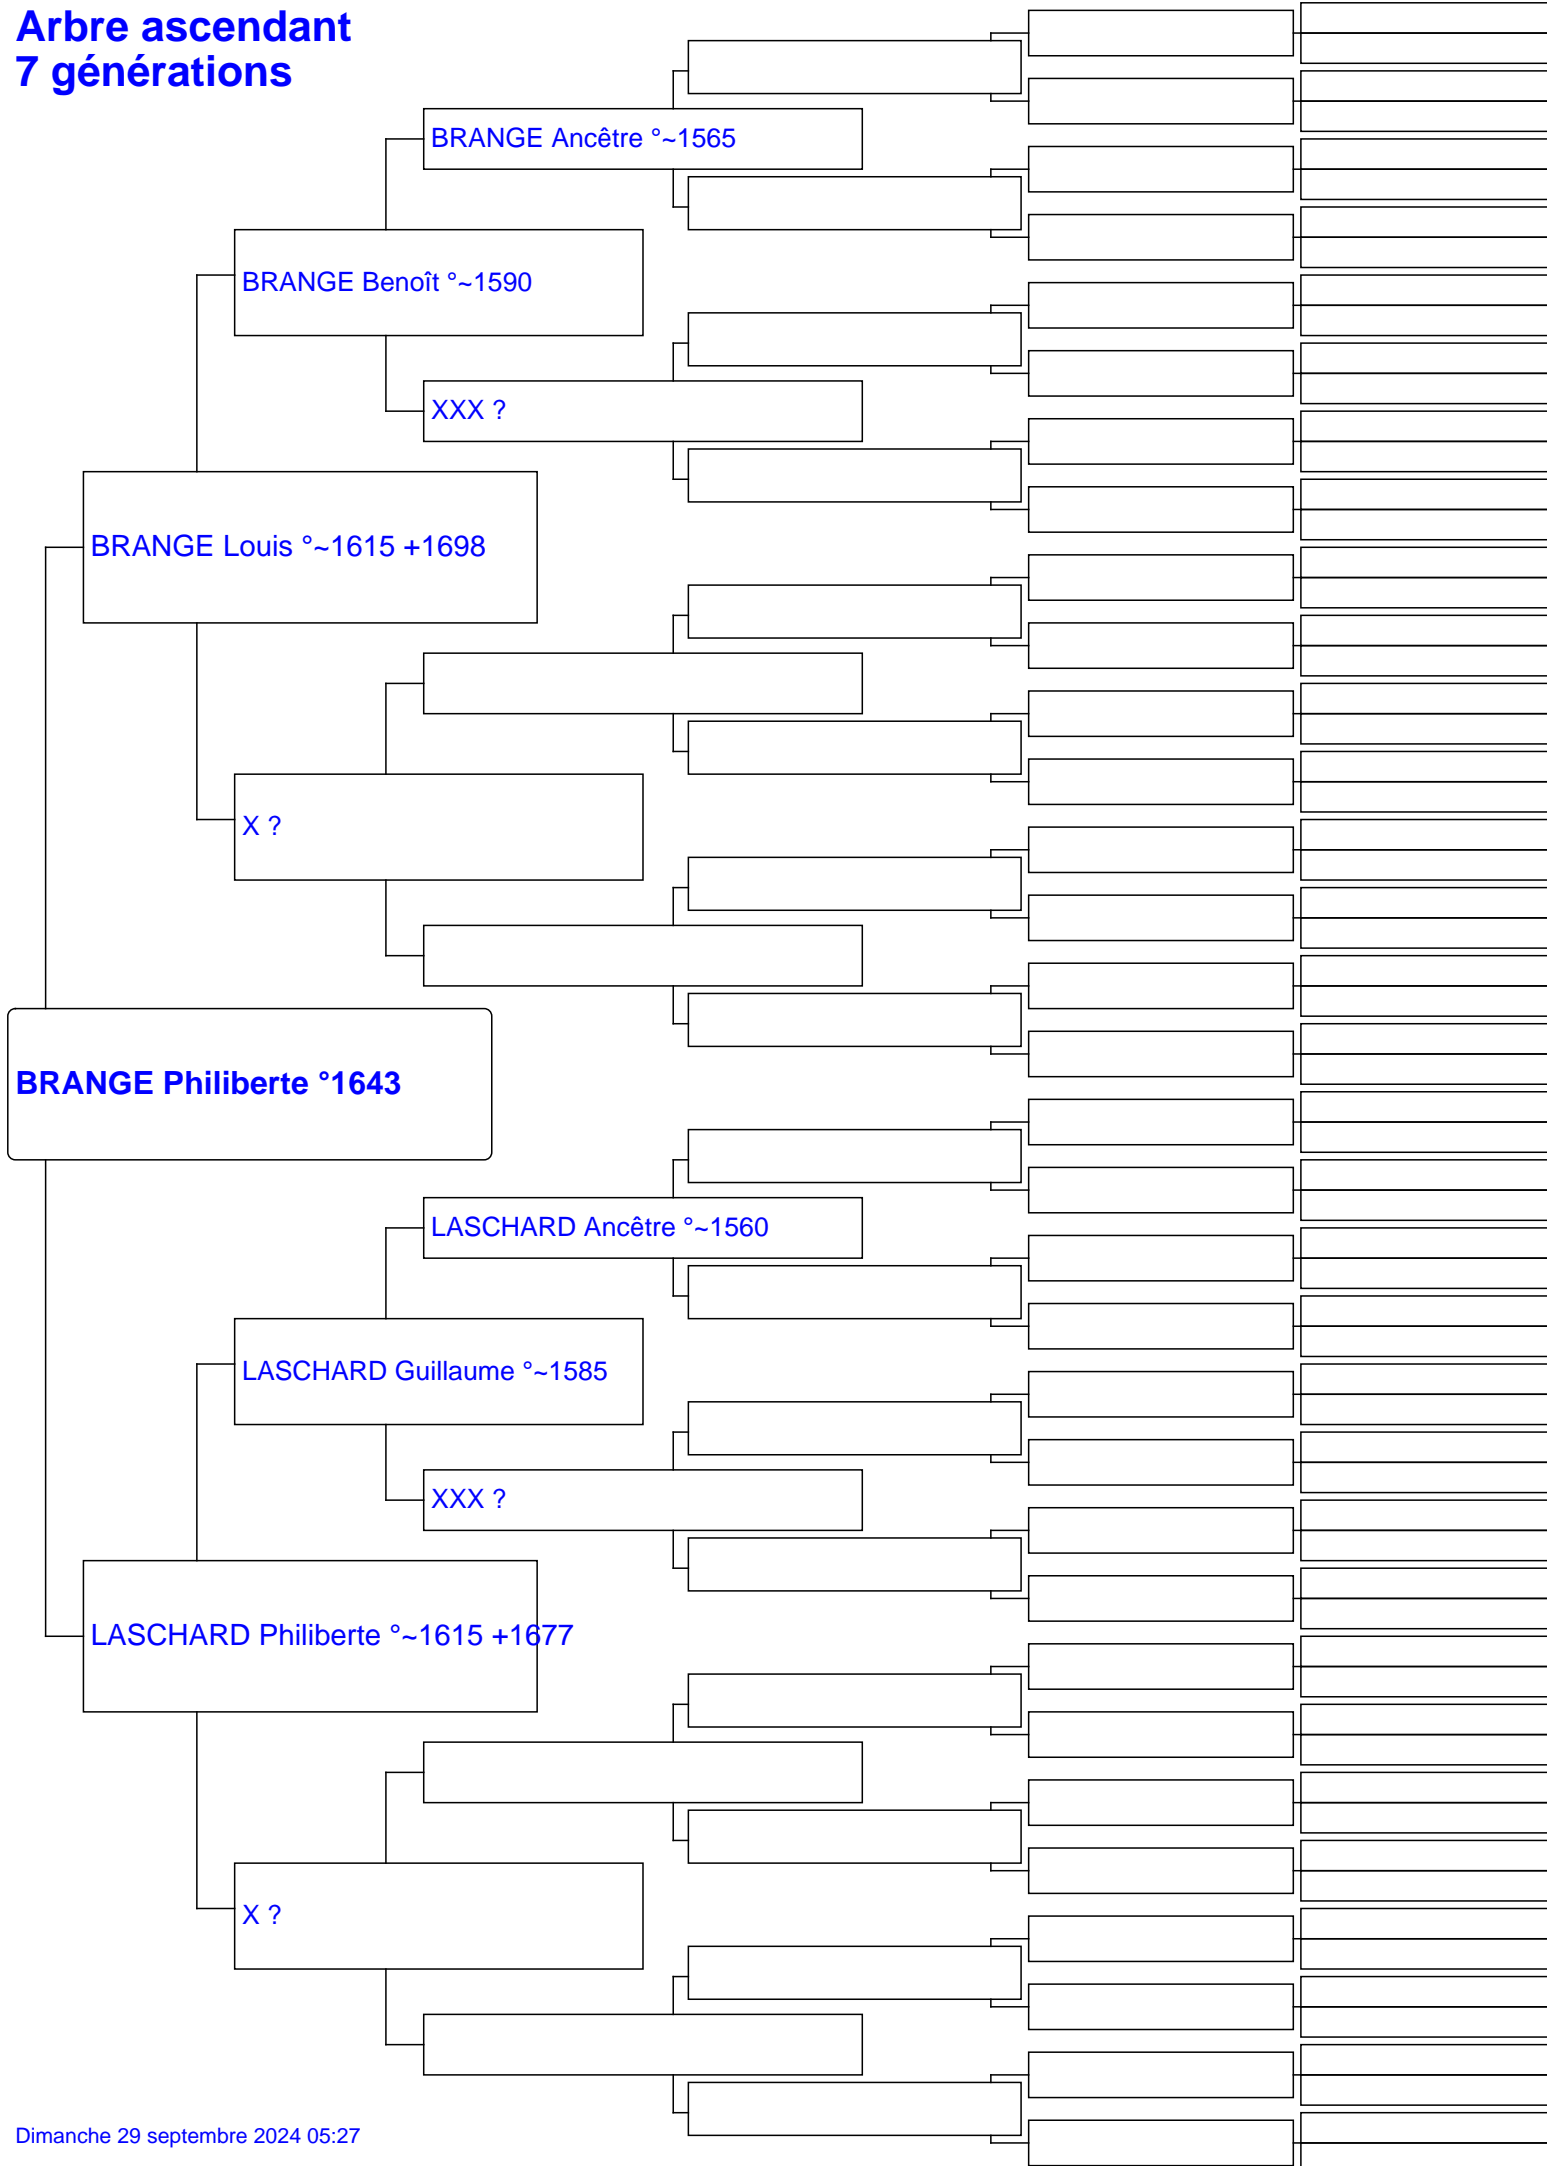 Arbre ascendant
7 générations
BRANGE Ancêtre °~1565
BRANGE Benoît °~1590
XXX ?
BRANGE Louis °~1615 +1698
X ?
BRANGE Philiberte °1643
LASCHARD Ancêtre °~1560
LASCHARD Guillaume °~1585
XXX ?
LASCHARD Philiberte °~1615 +1677
X ?
Dimanche 29 septembre 2024 05:27